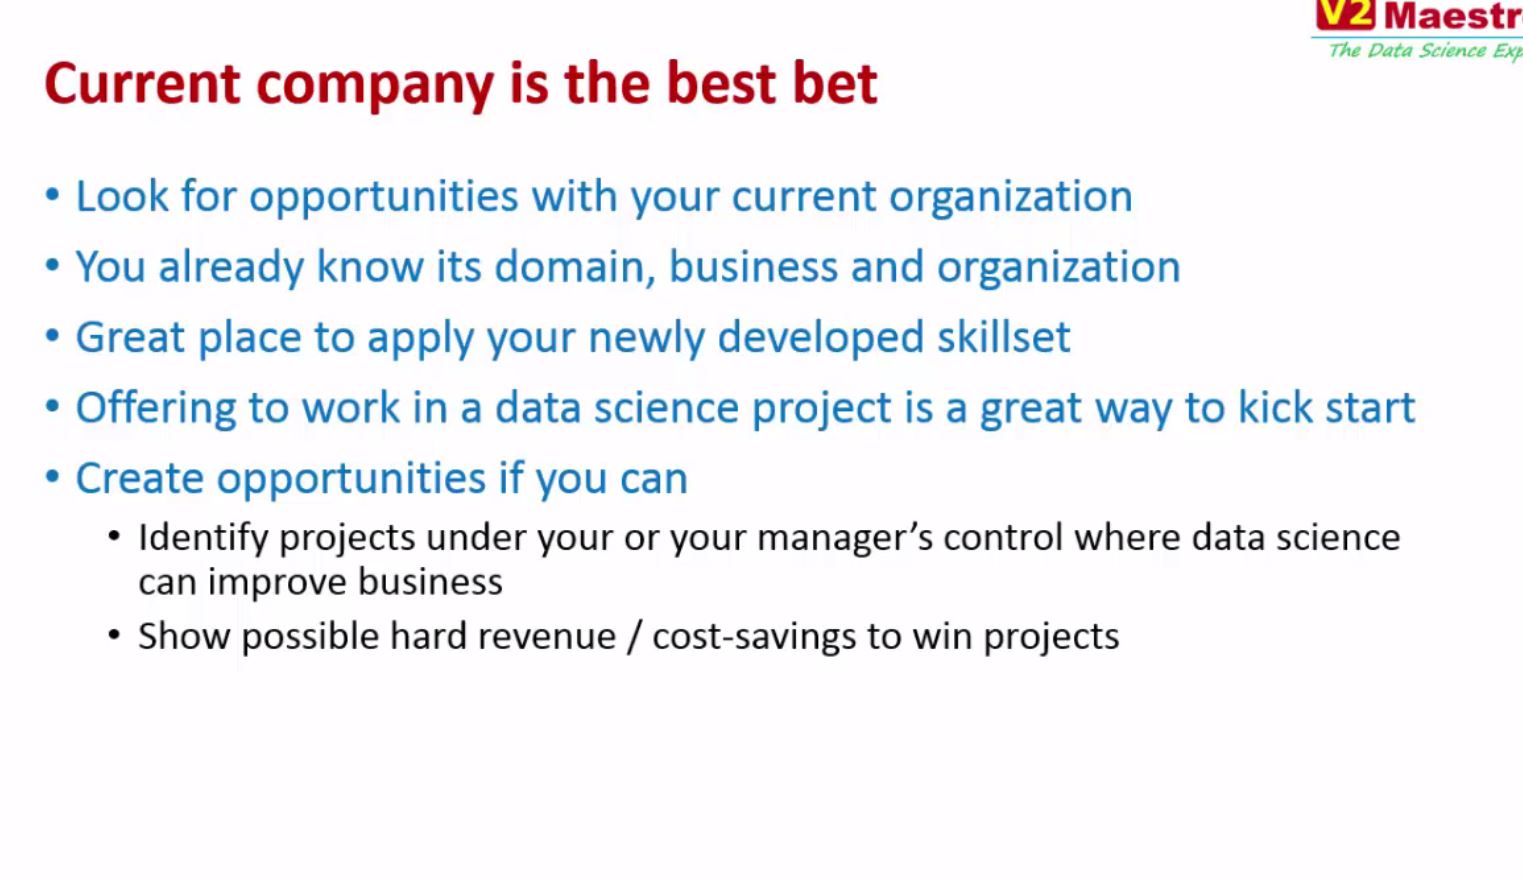 V2 Maestr
The Data Science Exp
Current company is the best bet
• Look for opportunities with your current organization
• You already know its domain, business and organization
• Great place to apply your newly developed skillset
• Offering to work in a data science project is a great way to kick start
• Create opportunities if you can
• Identify projects under your or your manager's control where data science
can improve business
• Show possible hard revenue / cost-savings to win projects